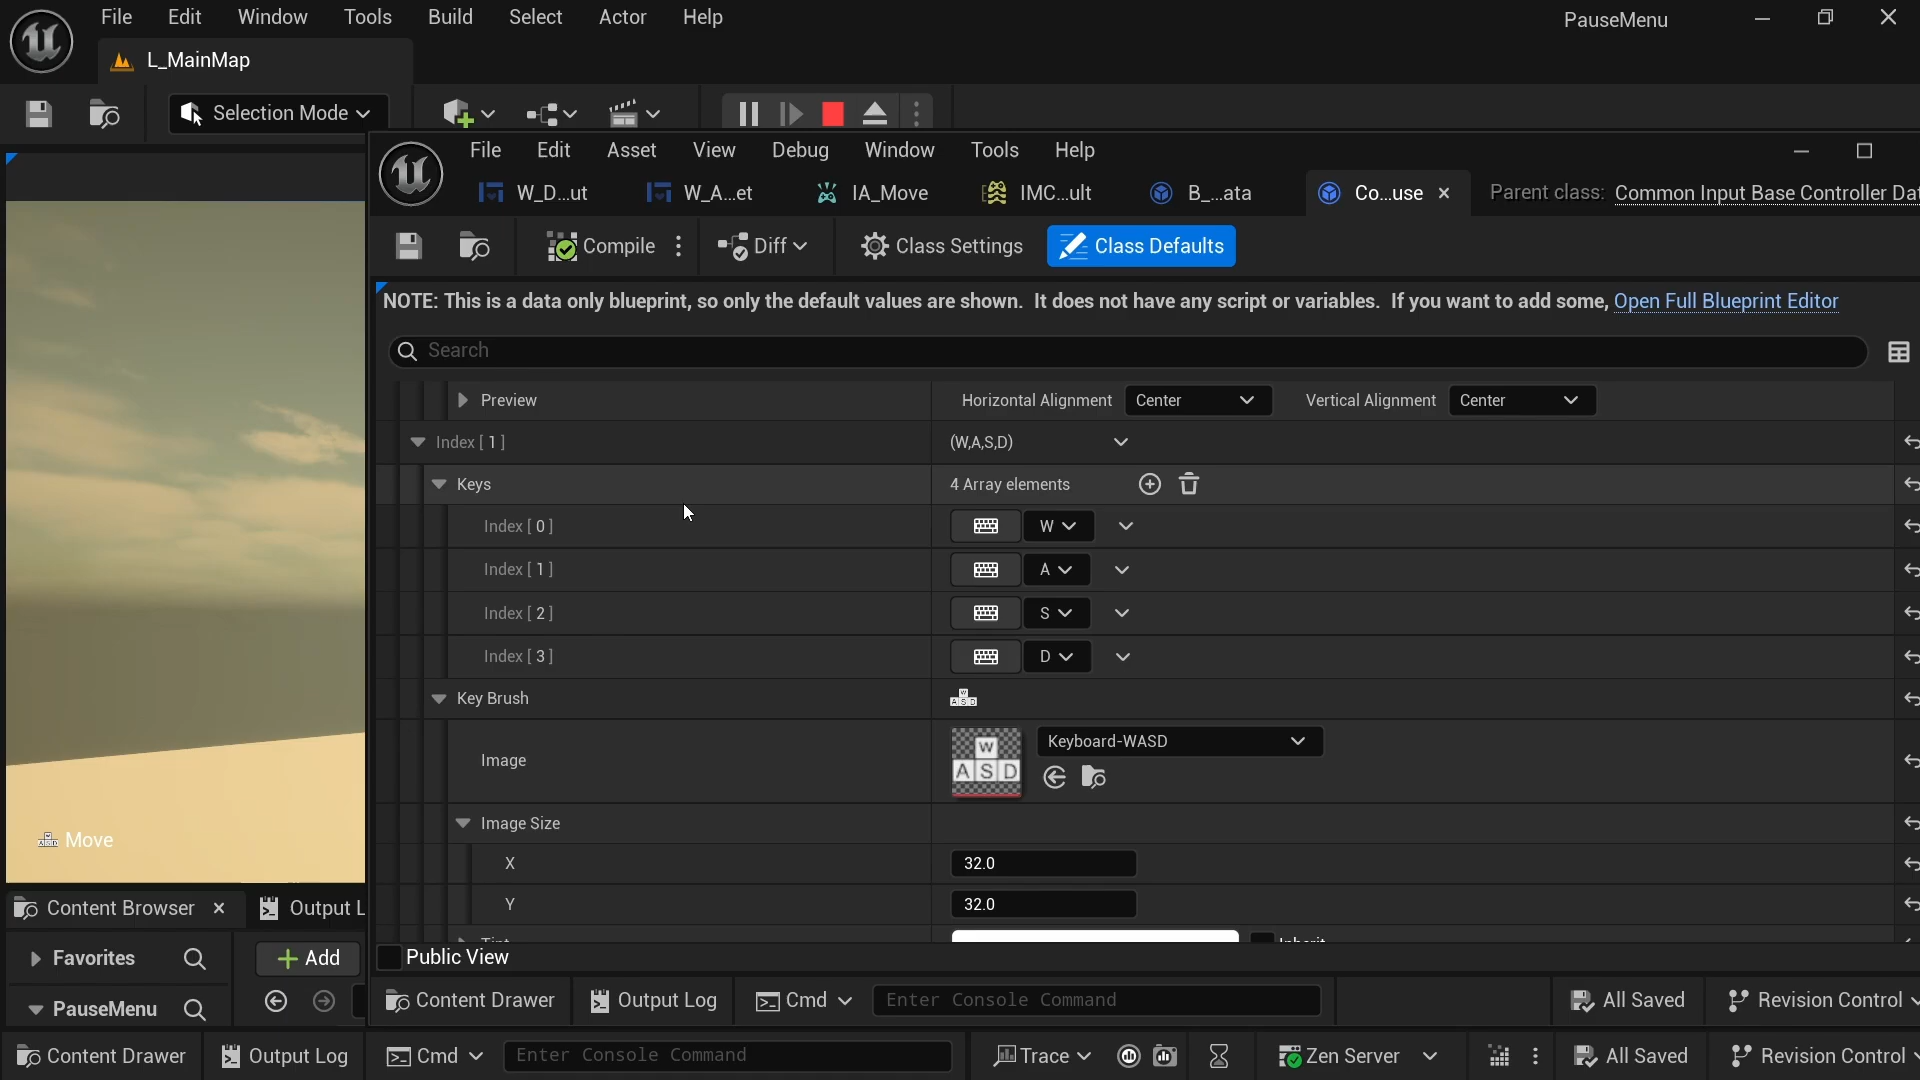 File Edit Window Tools Build Select Actor Help PauseMenu
L_MainMap
Selection Mode
File Edit Asset View Debug Window Tools Help
W_D...ut W_A...et IA_Move IMC...ult B_...ata Co...use Parent class: Common Input Base Controller Dat
Compile Diff Class Settings Class Defaults
NOTE: This is a data only blueprint, so only the default values are shown. It does not have any script or variables. If you want to add some, Open Full Blueprint Editor
Search
Preview Horizontal Alignment Center Vertical Alignment Center
Index [ 1 ] (W,A,S,D)
Keys 4 Array elements
Index [ 0 ] W
Index [ 1 ] A
Index [ 2 ] S
Index [ 3 ] D
Key Brush
Image Keyboard-WASD
W
A S D
Image Size
X 32.0
Y 32.0
Tint Inherit
Move
Public View
Content Browser Output L
Favorites Add
PauseMenu
Content Drawer Output Log Cmd Enter Console Command All Saved Revision Control
Content Drawer Output Log Cmd Enter Console Command Trace Zen Server All Saved Revision Control